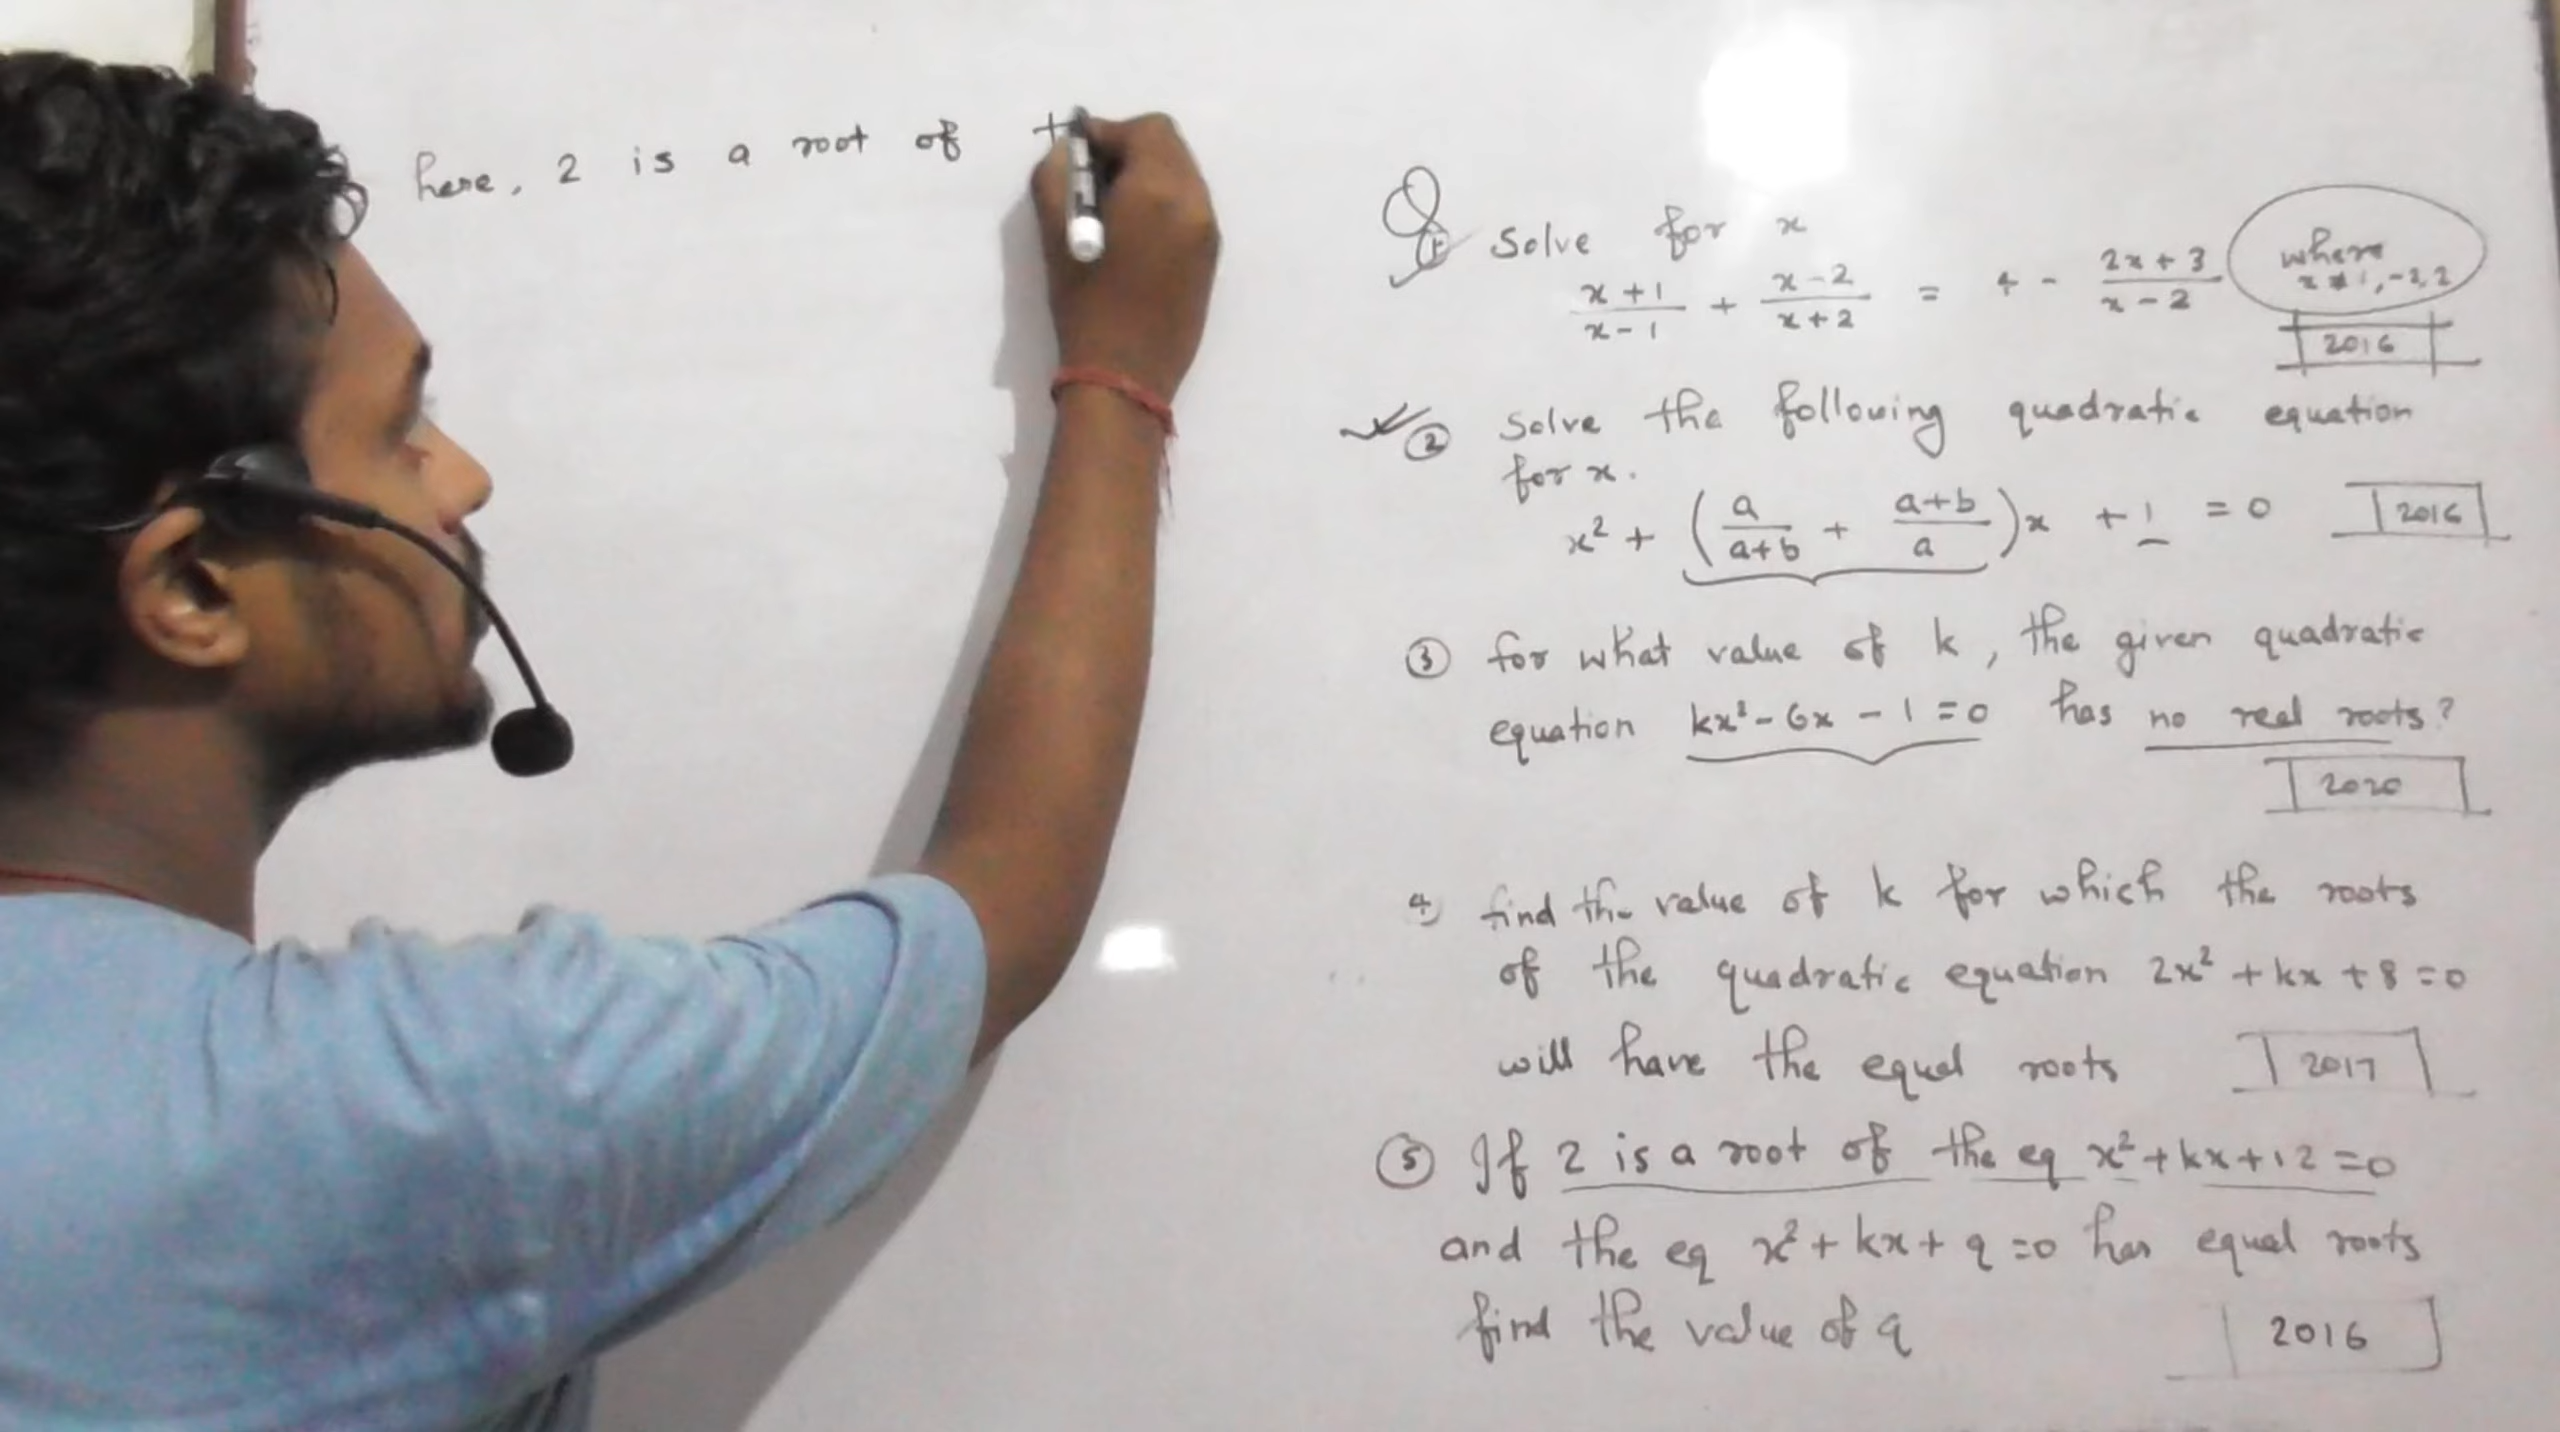 here, 2 is a root of t
Q1 Solve for x
x+1/x-1 + x-2/x+2 = 4 - 2x+3/x-2 where x ≠ 1, -2, 2
2016
② Solve the following quadratic equation
for x.
x² + (a/a+b + a+b/a)x + 1 = 0 2016
③ for what value of k, the given quadratic
equation kx²-6x-1=0 has no real roots?
2020
4) find the value of k for which the roots
of the quadratic equation 2x²+kx+8=0
will have the equal roots 2017
⑤ If 2 is a root of the eq x²+kx+12=0
and the eq x²+kx+q=0 has equal roots
find the value of q 2016